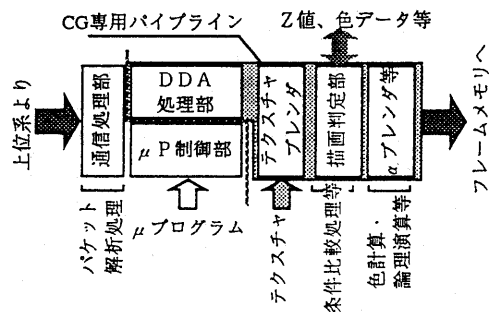 CG専用パイプライン
Z値、色データ等
上位系より
通信処理部
DDA
処理部
μP制御部
テクスチャ
ブレンダ
描画判定部
αブレンダ等
フレームメモリへ
パケット
解析処理
μプログラム
テクスチャ
条件比較処理等
色計算・
論理演算等